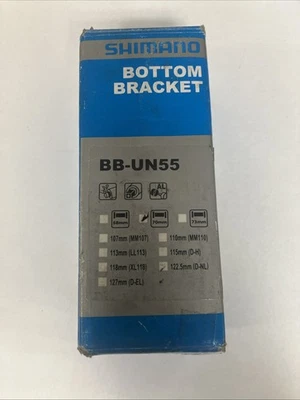 SHIMANO
BOTTOM
BRACKET
BB-UN55
AL
68mm 70mm 73mm
107mm (MM107) 110mm (MM110)
113mm (LL113) 115mm (D-H)
118mm (XL118) 122.5mm (D-NL)
127mm (D-EL)